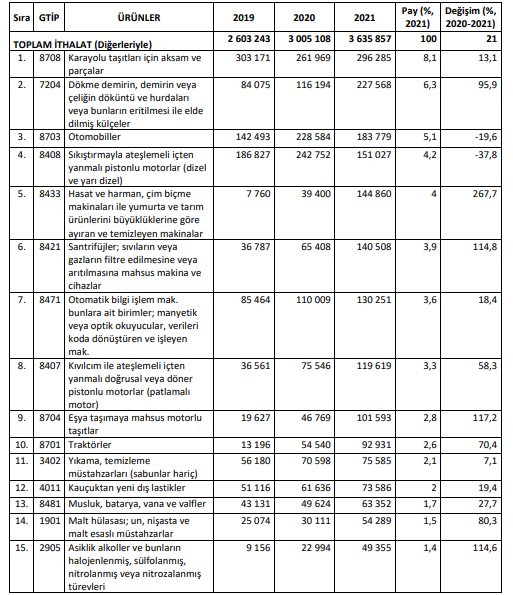 Sıra GTİP ÜRÜNLER 2019 2020 2021 Pay (%, 2021) Değişim (%, 2020-2021)
TOPLAM İTHALAT (Diğerleriyle) 2 603 243 3 005 108 3 635 857 100 21
1. 8708 Karayolu taşıtları için aksam ve 303 171 261 969 296 285 8,1 13,1
parçalar
2. 7204 Dökme demirin, demirin veya 84 075 116 194 227 568 6,3 95,9
çeliğin döküntü ve hurdaları
veya bunların eritilmesi ile elde
dilmiş külçeler
3. 8703 Otomobiller 142 493 228 584 183 779 5,1 -19,6
4. 8408 Sıkıştırmayla ateşlemeli içten 186 827 242 752 151 027 4,2 -37,8
yanmalı pistonlu motorlar (dizel
ve yarı dizel)
5. 8433 Hasat ve harman, çim biçme 7 760 39 400 144 860 4 267,7
makinaları ile yumurta ve tarım
ürünlerini büyüklüklerine göre
ayıran ve temizleyen makinalar
6. 8421 Santrifüjler; sıvıların veya 36 787 65 408 140 508 3,9 114,8
gazların filtre edilmesine veya
arıtılmasına mahsus makina ve
cihazlar
7. 8471 Otomatik bilgi işlem mak. 85 464 110 009 130 251 3,6 18,4
bunlara ait birimler; manyetik
veya optik okuyucular, verileri
koda dönüştüren ve işleyen
mak.
8. 8407 Kıvılcım ile ateşlemeli içten 36 561 75 546 119 619 3,3 58,3
yanmalı doğrusal veya döner
pistonlu motorlar (patlamalı
motor)
9. 8704 Eşya taşımaya mahsus motorlu 19 627 46 769 101 593 2,8 117,2
taşıtlar
10. 8701 Traktörler 13 196 54 540 92 931 2,6 70,4
11. 3402 Yıkama, temizleme 56 180 70 598 75 585 2,1 7,1
müstahzarları (sabunlar hariç)
12. 4011 Kauçuktan yeni dış lastikler 51 116 61 636 73 586 2 19,4
13. 8481 Musluk, batarya, vana ve valfler 43 131 49 624 63 352 1,7 27,7
14. 1901 Malt hülasası; un, nişasta ve 25 074 30 111 54 289 1,5 80,3
malt esaslı müstahzarlar
15. 2905 Asiklik alkoller ve bunların 9 156 22 994 49 355 1,4 114,6
halojenlenmiş, sülfolanmış,
nitrolanmış veya nitrozalanmış
türevleri